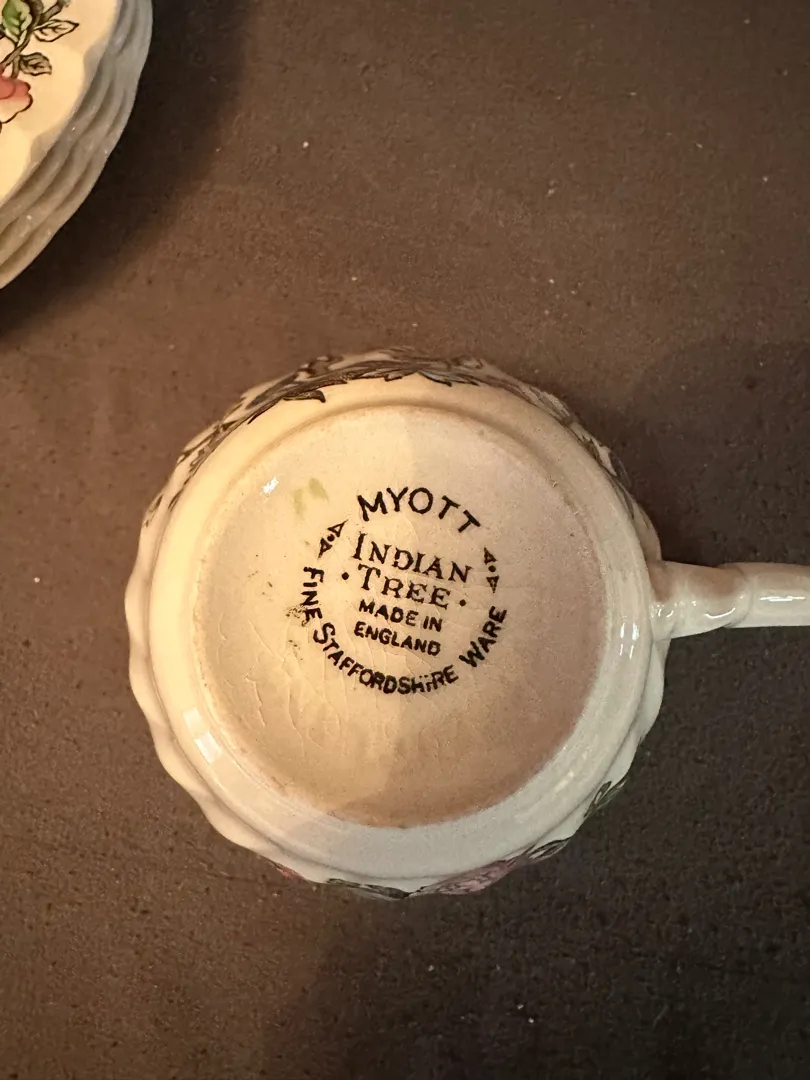 MYOTT
INDIAN
·TREE·
MADE IN
ENGLAND
FINE STAFFORDSHIRE WARE